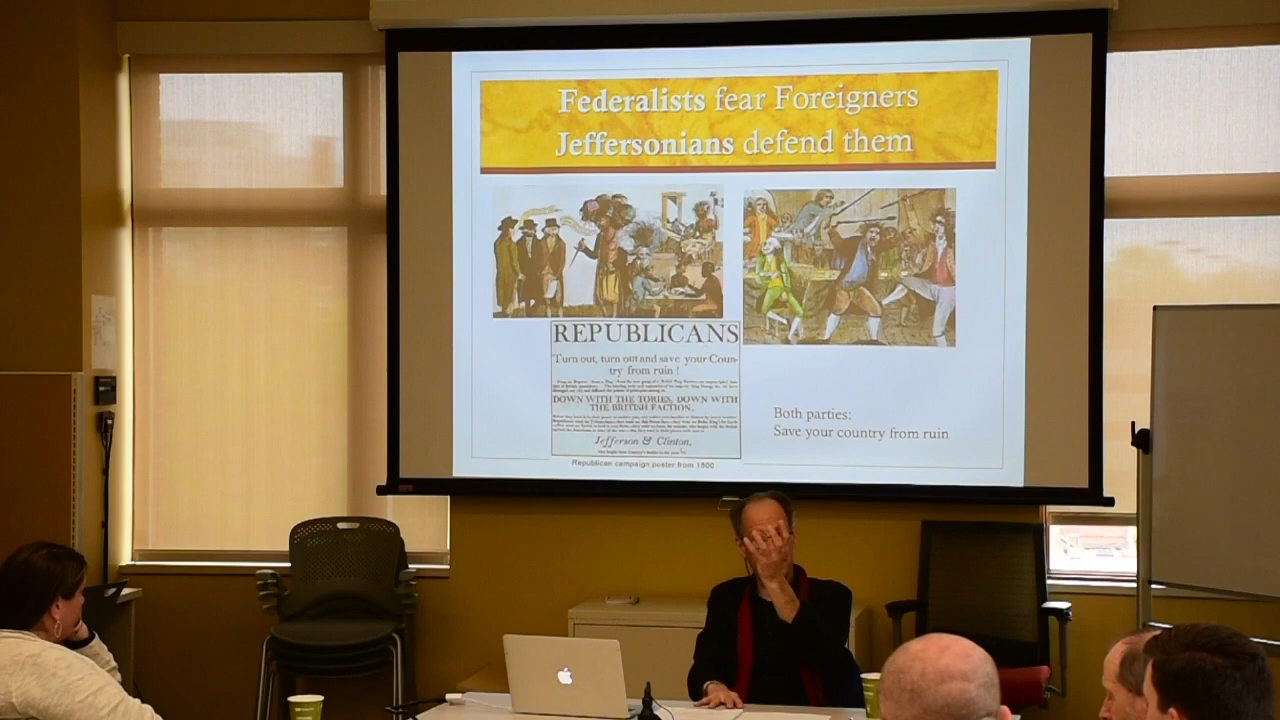 Federalists fear Foreigners
Jeffersonians defend them
REPUBLICANS
Turn out, turn out and save your Coun-
try from ruin !
DOWN WITH THE TORIES, DOWN WITH
THE BRITISH FACTION,
Jefferson & Clinton,
Republican campaign poster from 1800
Both parties:
Save your country from ruin